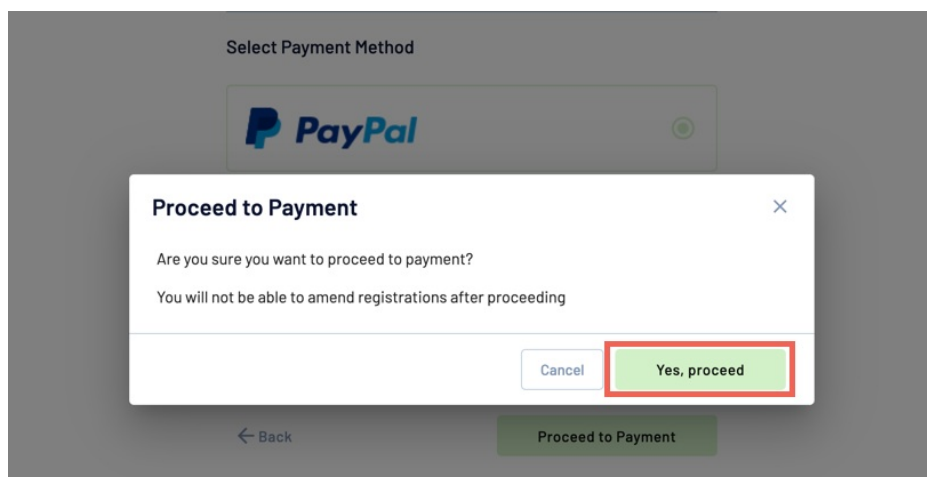 Select Payment Method
PayPal
Proceed to Payment
Are you sure you want to proceed to payment?
You will not be able to amend registrations after proceeding
Cancel
Yes, proceed
Back
Proceed to Payment